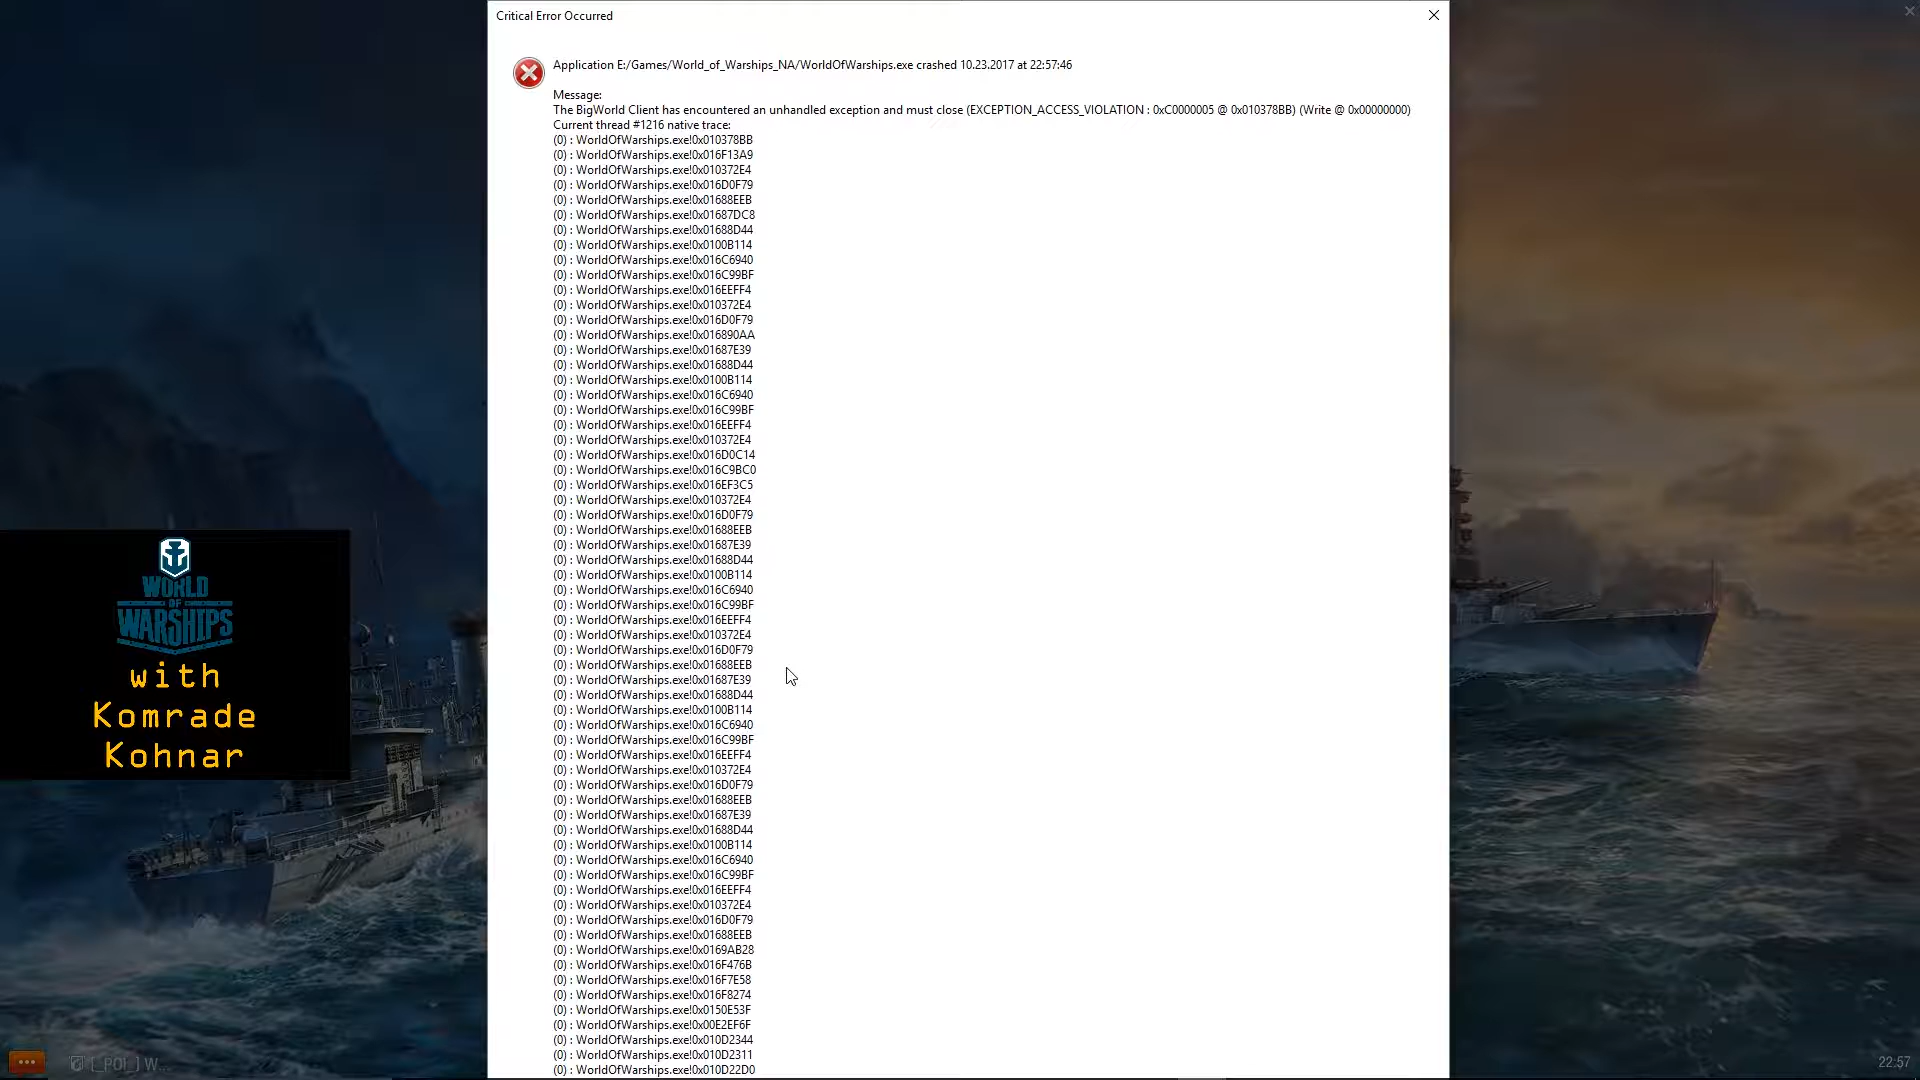 Critical Error Occurred
Application E:/Games/World_of_Warships_NA/WorldOfWarships.exe crashed 10.23.2017 at 22:57:46
Message:
The BigWorld Client has encountered an unhandled exception and must close (EXCEPTION_ACCESS_VIOLATION : 0xC0000005 @ 0x010378BB) (Write @ 0x00000000)
Current thread #1216 native trace:
(0) : WorldOfWarships.exe!0x010378BB
(0) : WorldOfWarships.exe!0x016F13A9
(0) : WorldOfWarships.exe!0x010372E4
(0) : WorldOfWarships.exe!0x016D0F79
(0) : WorldOfWarships.exe!0x01688EEB
(0) : WorldOfWarships.exe!0x01687DC8
(0) : WorldOfWarships.exe!0x01688D44
(0) : WorldOfWarships.exe!0x0100B114
(0) : WorldOfWarships.exe!0x016C6940
(0) : WorldOfWarships.exe!0x016C99BF
(0) : WorldOfWarships.exe!0x016EEFF4
(0) : WorldOfWarships.exe!0x010372E4
(0) : WorldOfWarships.exe!0x016D0F79
(0) : WorldOfWarships.exe!0x016890AA
(0) : WorldOfWarships.exe!0x01687E39
(0) : WorldOfWarships.exe!0x01688D44
(0) : WorldOfWarships.exe!0x0100B114
(0) : WorldOfWarships.exe!0x016C6940
(0) : WorldOfWarships.exe!0x016C99BF
(0) : WorldOfWarships.exe!0x016EEFF4
(0) : WorldOfWarships.exe!0x010372E4
(0) : WorldOfWarships.exe!0x016D0C14
(0) : WorldOfWarships.exe!0x016C9BC0
(0) : WorldOfWarships.exe!0x016EF3C5
(0) : WorldOfWarships.exe!0x010372E4
(0) : WorldOfWarships.exe!0x016D0F79
(0) : WorldOfWarships.exe!0x01688EEB
(0) : WorldOfWarships.exe!0x01687E39
(0) : WorldOfWarships.exe!0x01688D44
(0) : WorldOfWarships.exe!0x0100B114
(0) : WorldOfWarships.exe!0x016C6940
(0) : WorldOfWarships.exe!0x016C99BF
(0) : WorldOfWarships.exe!0x016EEFF4
(0) : WorldOfWarships.exe!0x010372E4
(0) : WorldOfWarships.exe!0x016D0F79
(0) : WorldOfWarships.exe!0x01688EEB
(0) : WorldOfWarships.exe!0x01687E39
(0) : WorldOfWarships.exe!0x01688D44
(0) : WorldOfWarships.exe!0x0100B114
(0) : WorldOfWarships.exe!0x016C6940
(0) : WorldOfWarships.exe!0x016C99BF
(0) : WorldOfWarships.exe!0x016EEFF4
(0) : WorldOfWarships.exe!0x010372E4
(0) : WorldOfWarships.exe!0x016D0F79
(0) : WorldOfWarships.exe!0x01688EEB
(0) : WorldOfWarships.exe!0x01687E39
(0) : WorldOfWarships.exe!0x01688D44
(0) : WorldOfWarships.exe!0x0100B114
(0) : WorldOfWarships.exe!0x016C6940
(0) : WorldOfWarships.exe!0x016C99BF
(0) : WorldOfWarships.exe!0x016EEFF4
(0) : WorldOfWarships.exe!0x010372E4
(0) : WorldOfWarships.exe!0x016D0F79
(0) : WorldOfWarships.exe!0x01688EEB
(0) : WorldOfWarships.exe!0x0169AB28
(0) : WorldOfWarships.exe!0x016F476B
(0) : WorldOfWarships.exe!0x016F7E58
(0) : WorldOfWarships.exe!0x016F8274
(0) : WorldOfWarships.exe!0x0150E53F
(0) : WorldOfWarships.exe!0x00E2EF6F
(0) : WorldOfWarships.exe!0x010D2344
(0) : WorldOfWarships.exe!0x010D2311
(0) : WorldOfWarships.exe!0x010D22D0
WORLD
OF
WARSHIPS
with
Komrade
Kohnar
[_POI_] W...
22:57